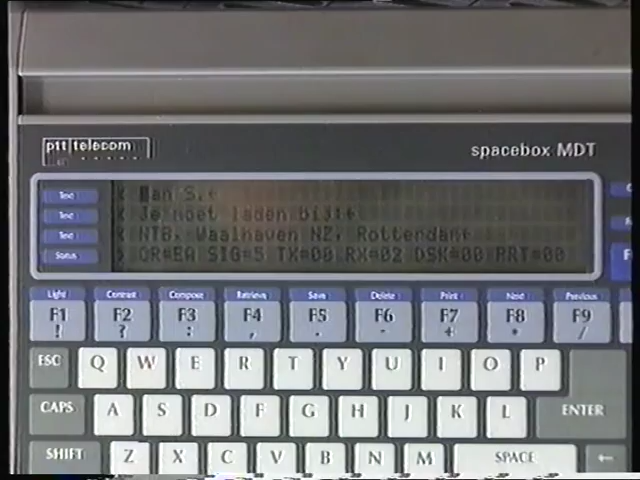 ptt telecom
spacebox MDT
Text
Text
Text
Status
Je moet laden bij:
NTB. Waalhaven NZ. Rotterdam
OR=EA SIG=5 TX=00 RX=02 DSK=00 PRT=00
Light Contrast Compose Retrieve Save Delete Print Next Previous
F1 F2 F3 F4 F5 F6 F7 F8 F9
! ? : , . - + * /
ESC Q W E R T Y U I O P
CAPS A S D F G H J K L ENTER
SHIFT Z X C V B N M SPACE ←